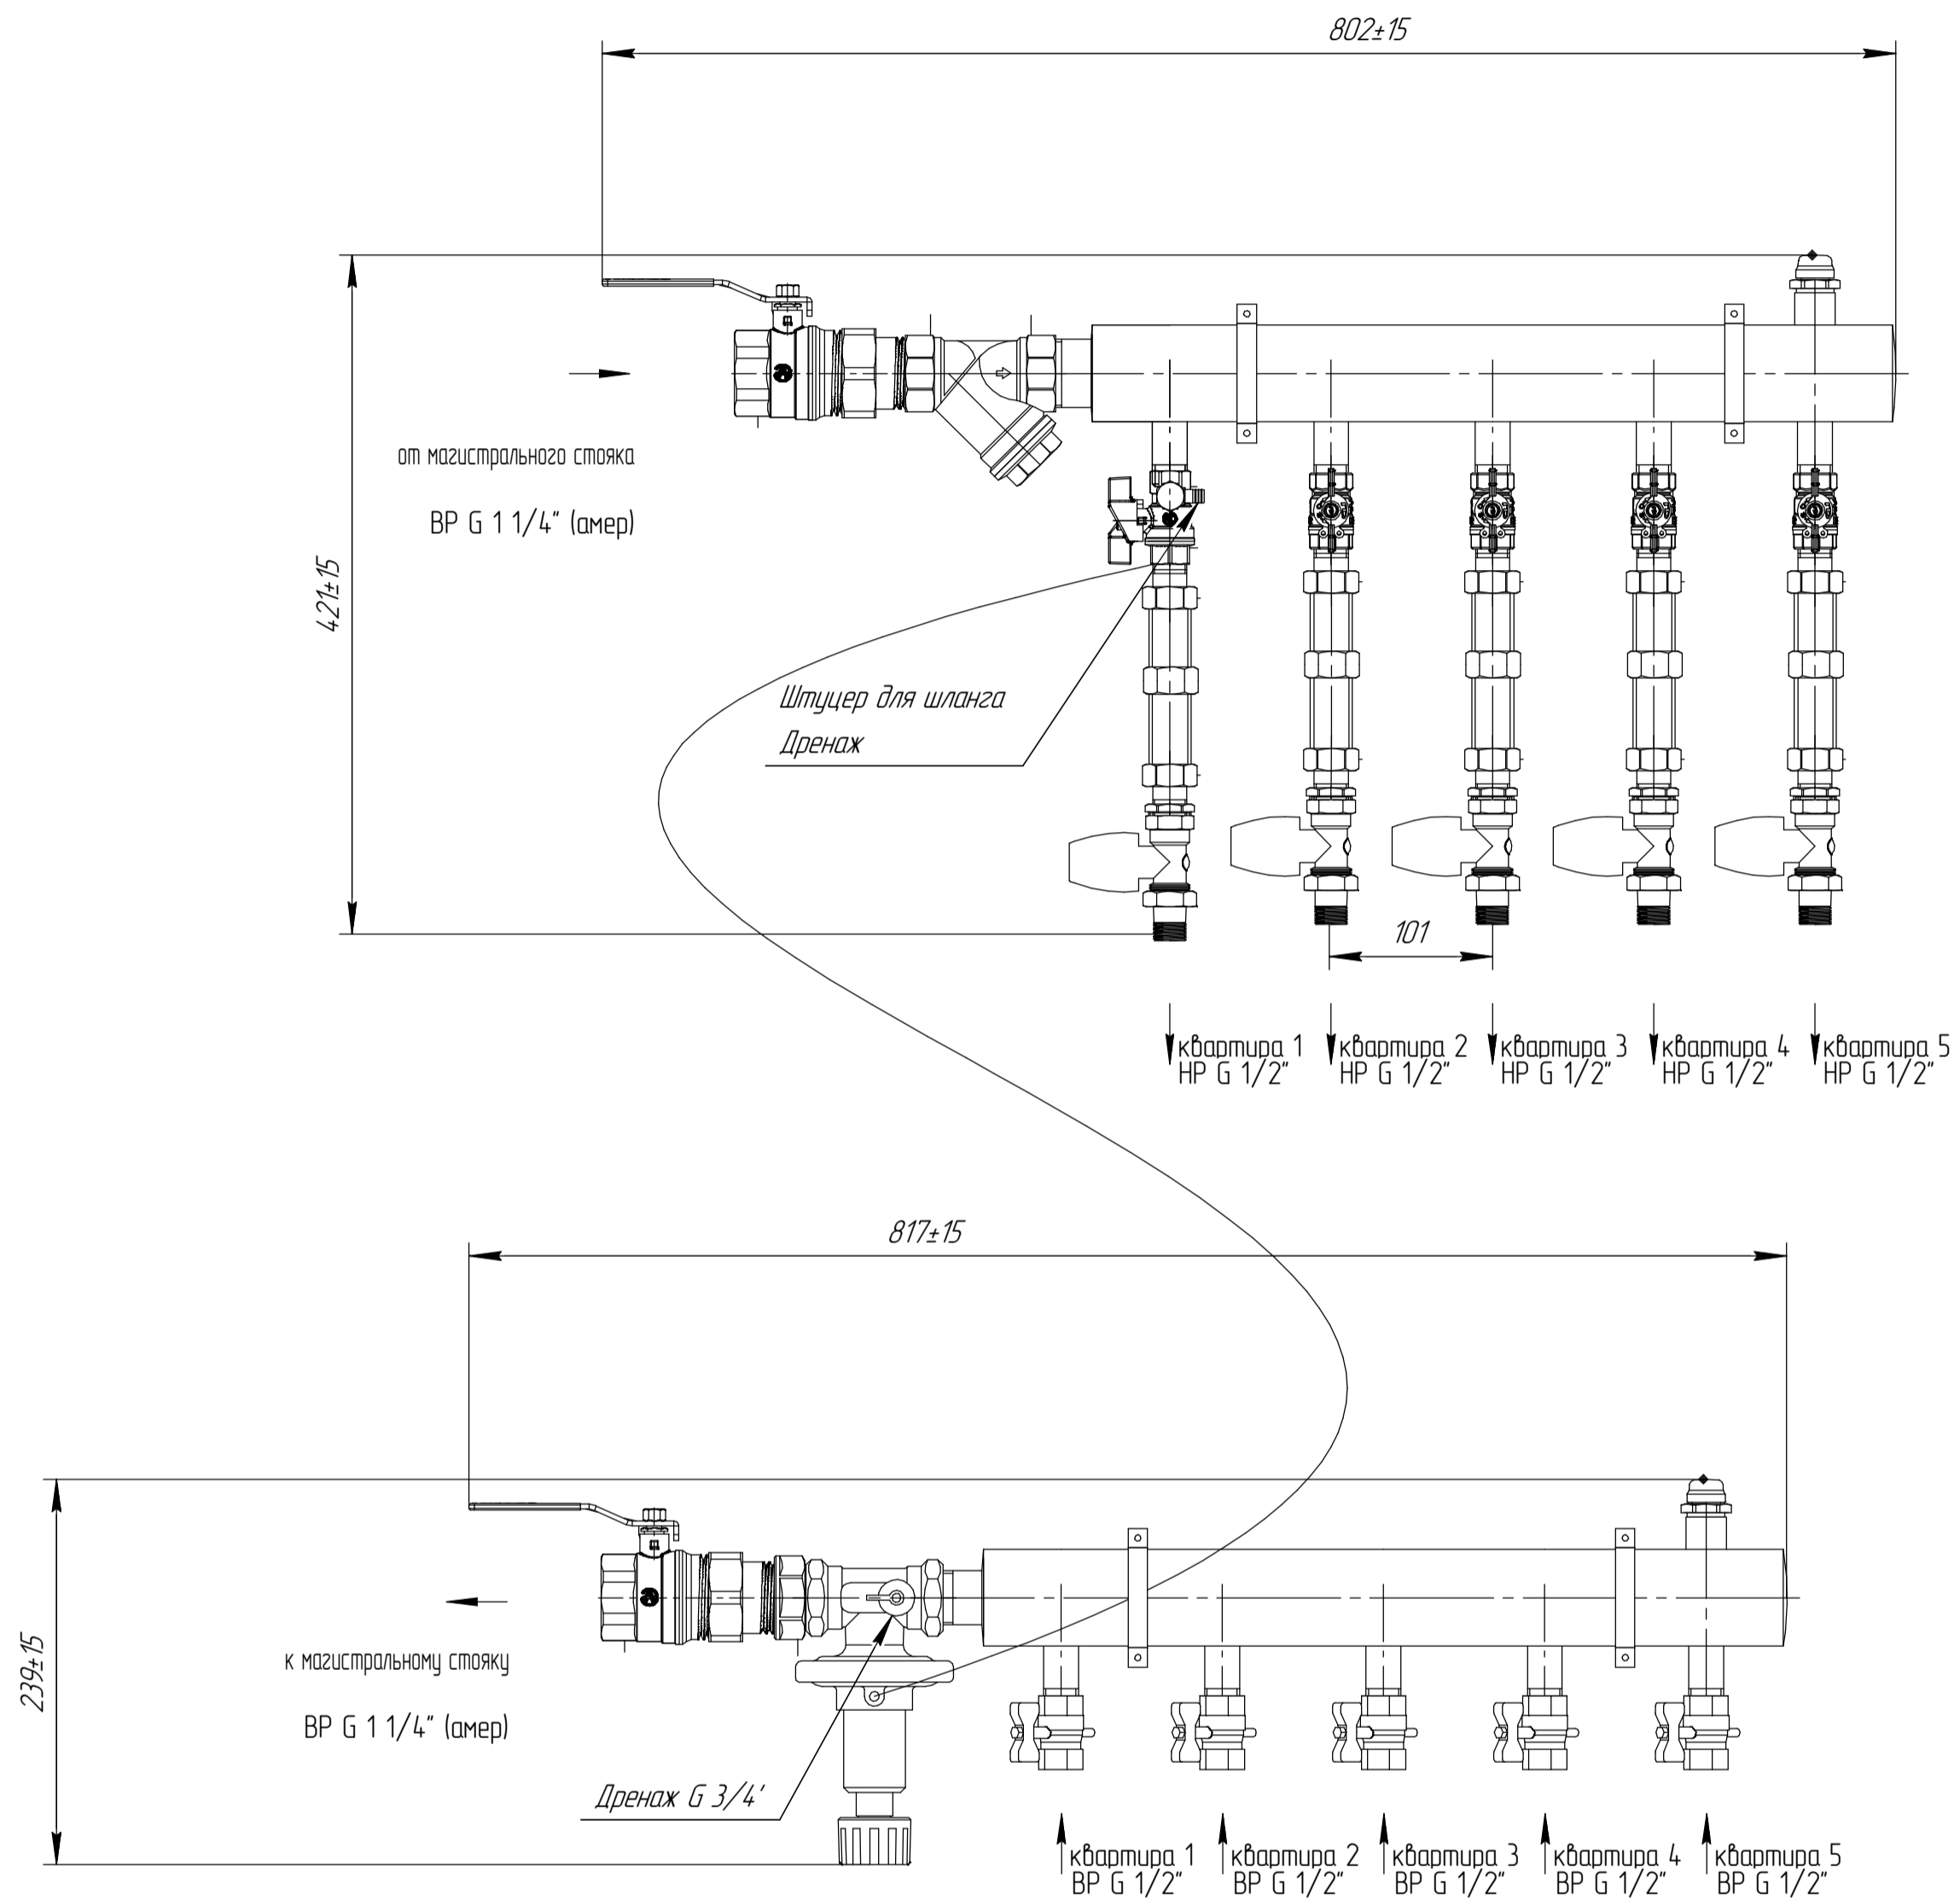 802±15
421±15
от магистрального стояка
ВР G 1 1/4" (амер)
Штуцер для шланга
Дренаж
101
квартира 1
НР G 1/2"
квартира 2
НР G 1/2"
квартира 3
НР G 1/2"
квартира 4
НР G 1/2"
квартира 5
НР G 1/2"
817±15
239±15
к магистральному стояку
ВР G 1 1/4" (амер)
Дренаж G 3/4'
квартира 1
ВР G 1/2"
квартира 2
ВР G 1/2"
квартира 3
ВР G 1/2"
квартира 4
ВР G 1/2"
квартира 5
ВР G 1/2"